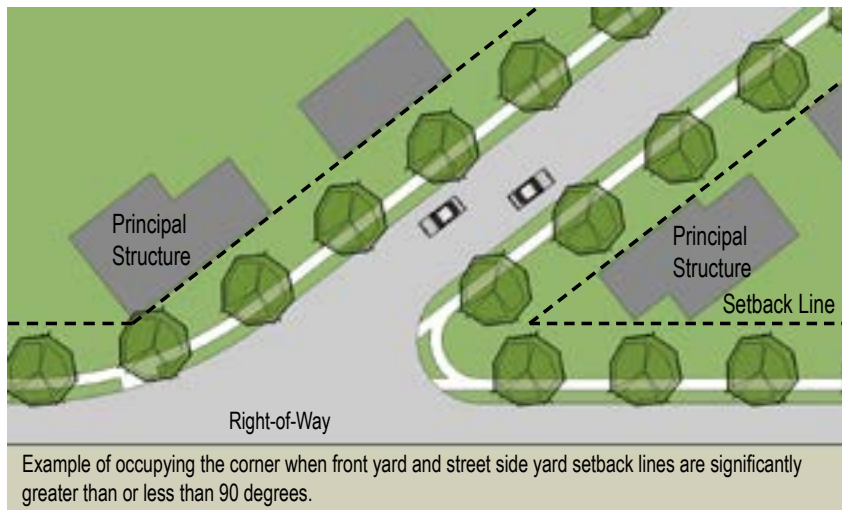 Principal
Structure
Principal
Structure
Setback Line
Right-of-Way
Example of occupying the corner when front yard and street side yard setback lines are significantly
greater than or less than 90 degrees.